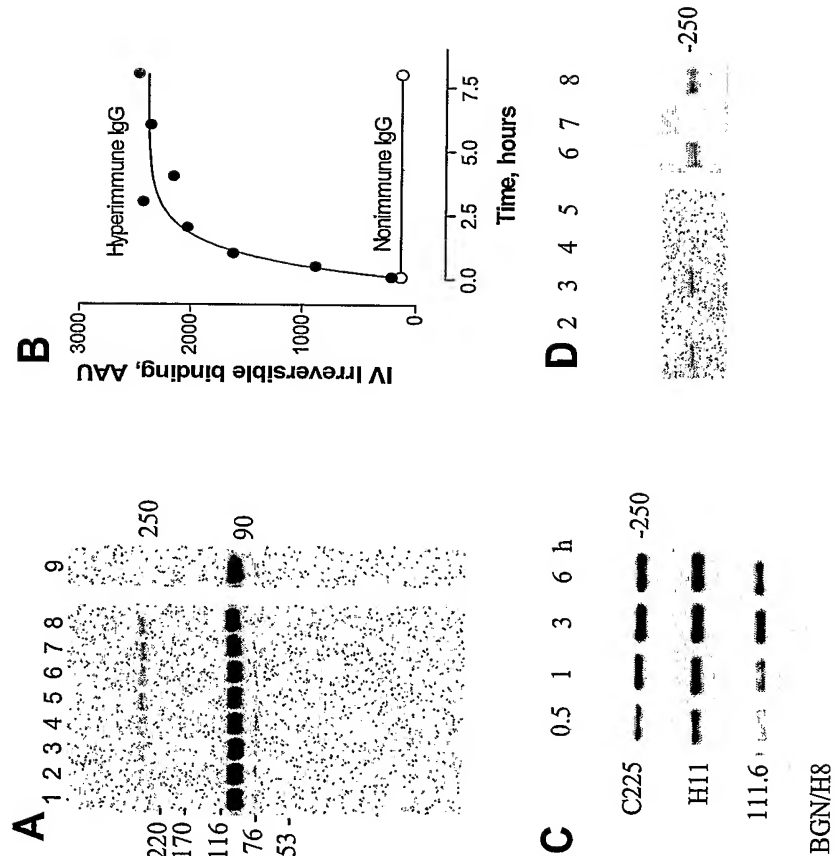 A
1 2 3 4 5 6 7 8 9
220-
170-
116-
76-
53-
250
90
B
IV Irreversible binding, AAU
3000
2000
1000
0
Hyperimmune IgG
Nonimmune IgG
0.0 2.5 5.0 7.5
Time, hours
C
0.5 1 3 6 h
C225
-250
H11
111.6
BGN/H8
D
2 3 4 5 6 7 8
-250